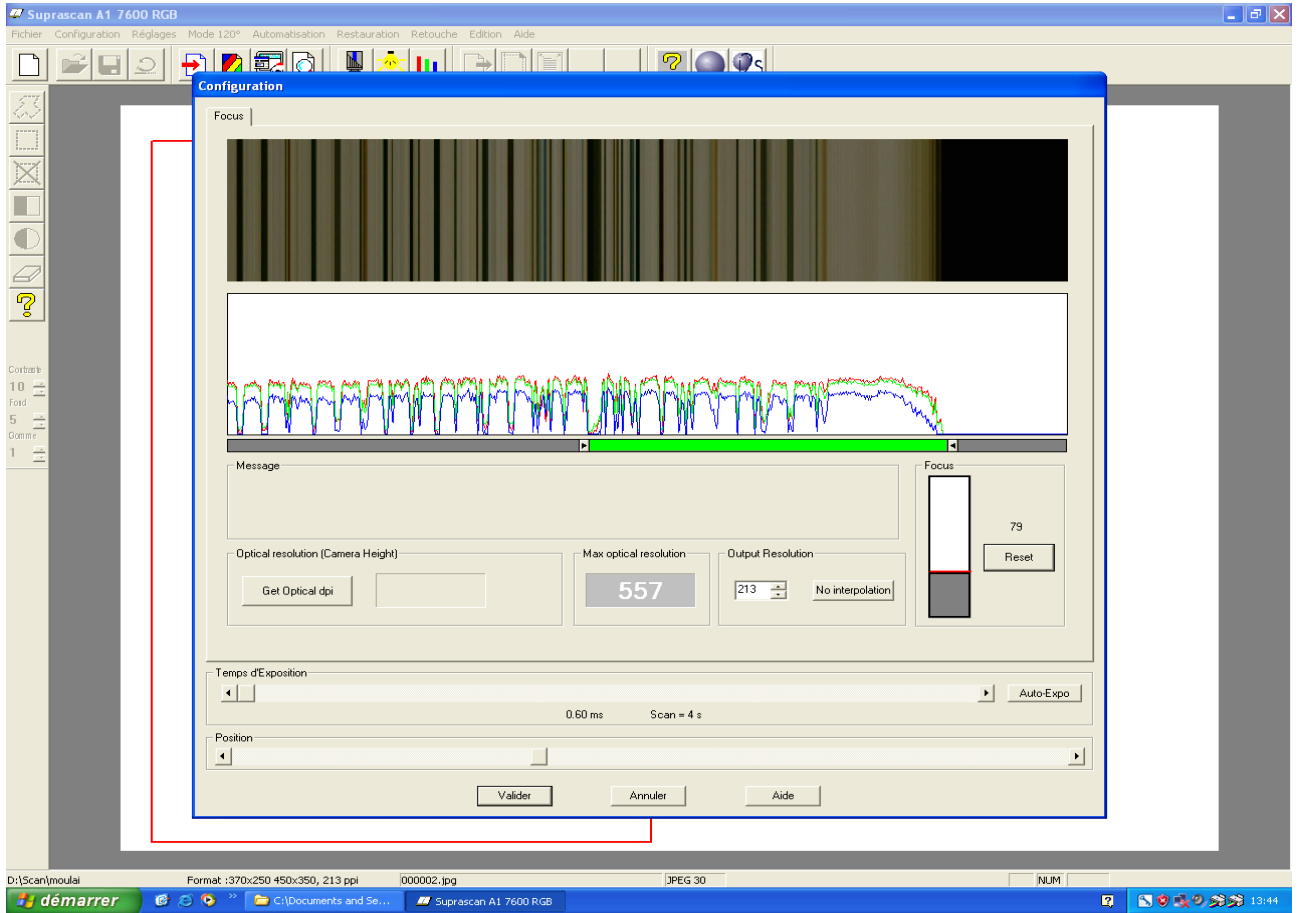 Suprascan A1 7600 RGB
Fichier Configuration Réglages Mode 120° Automatisation Restauration Retouche Edition Aide
Configuration
Focus
Contraste
10
Fond
5
Gomme
1
Message
Focus
79
Reset
Optical resolution (Camera Height)
Get Optical dpi
Max optical resolution
557
Output Resolution
213
No interpolation
Temps d'Exposition
Auto-Expo
0.60 ms Scan = 4 s
Position
Valider Annuler Aide
D:\Scan\moulai Format :370x250 450x350, 213 ppi 000002.jpg JPEG 30 NUM
démarrer C:\Documents and Se... Suprascan A1 7600 RGB 13:44